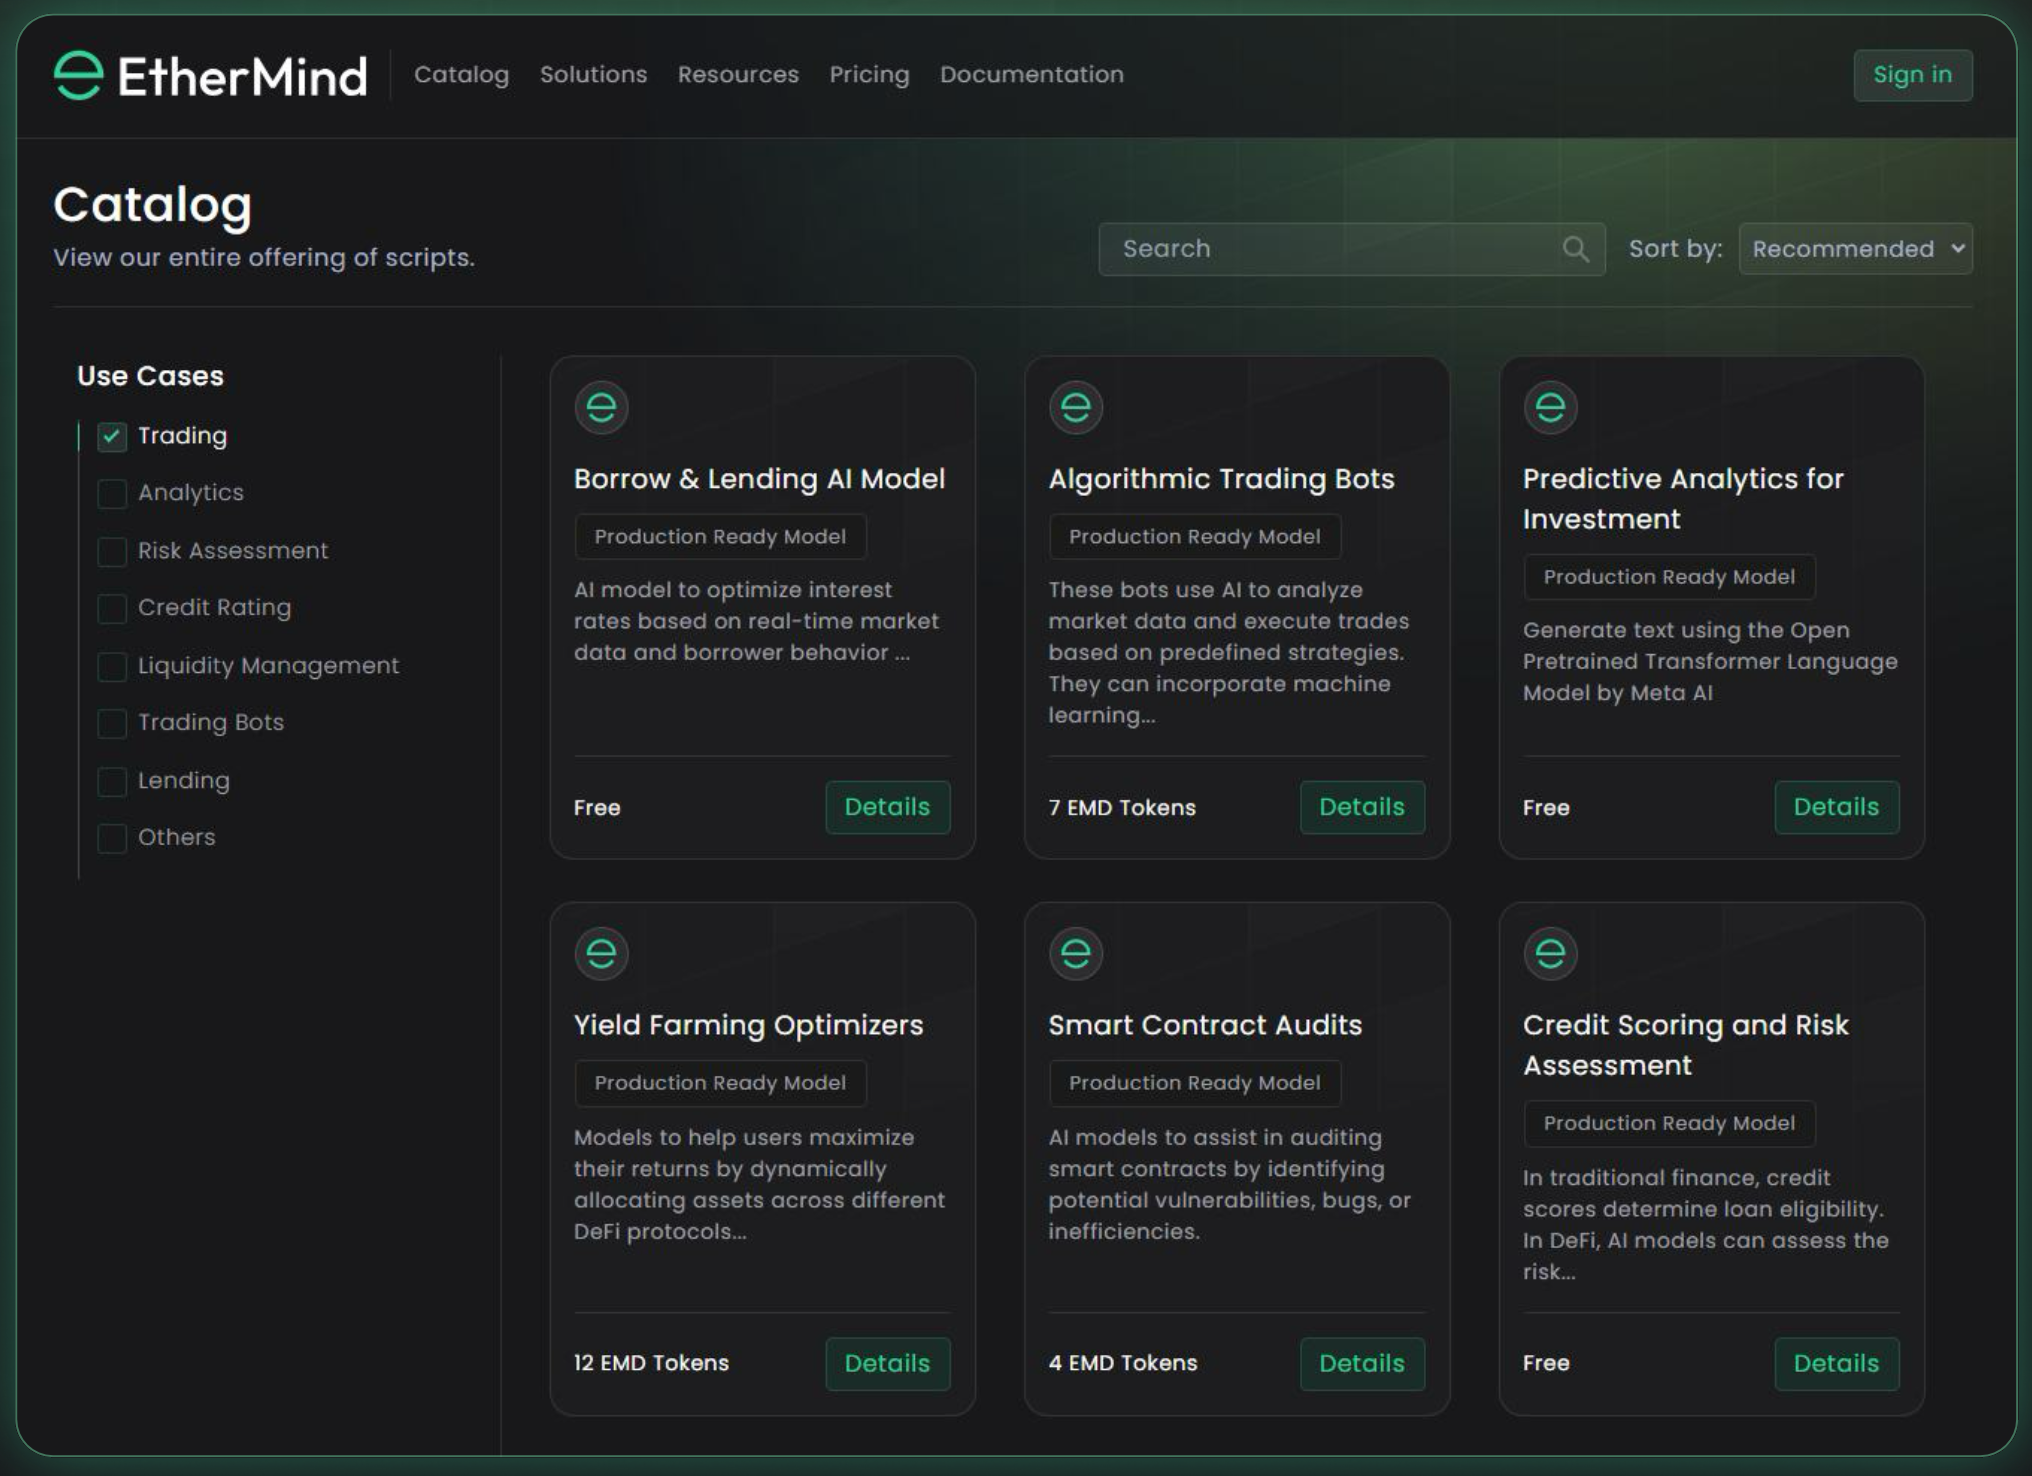 EtherMind
Catalog
Solutions
Resources
Pricing
Documentation
Sign in
Catalog
View our entire offering of scripts.
Search
Sort by:
Recommended
Use Cases
Trading
Analytics
Risk Assessment
Credit Rating
Liquidity Management
Trading Bots
Lending
Others
Borrow & Lending AI Model
Production Ready Model
AI model to optimize interest
rates based on real-time market
data and borrower behavior ...
Free
Details
Algorithmic Trading Bots
Production Ready Model
These bots use AI to analyze
market data and execute trades
based on predefined strategies.
They can incorporate machine
learning...
7 EMD Tokens
Details
Predictive Analytics for
Investment
Production Ready Model
Generate text using the Open
Pretrained Transformer Language
Model by Meta AI
Free
Details
Yield Farming Optimizers
Production Ready Model
Models to help users maximize
their returns by dynamically
allocating assets across different
DeFi protocols...
12 EMD Tokens
Details
Smart Contract Audits
Production Ready Model
AI models to assist in auditing
smart contracts by identifying
potential vulnerabilities, bugs, or
inefficiencies.
4 EMD Tokens
Details
Credit Scoring and Risk
Assessment
Production Ready Model
In traditional finance, credit
scores determine loan eligibility.
In DeFi, AI models can assess the
risk...
Free
Details